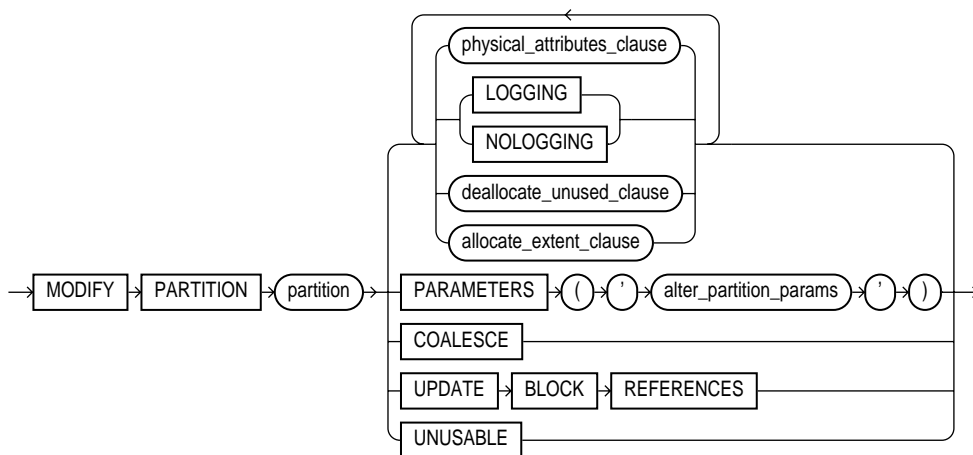 physical_attributes_clause
LOGGING
NOLOGGING
deallocate_unused_clause
allocate_extent_clause
MODIFY PARTITION partition PARAMETERS ( ' alter_partition_params ' )
COALESCE
UPDATE BLOCK REFERENCES
UNUSABLE